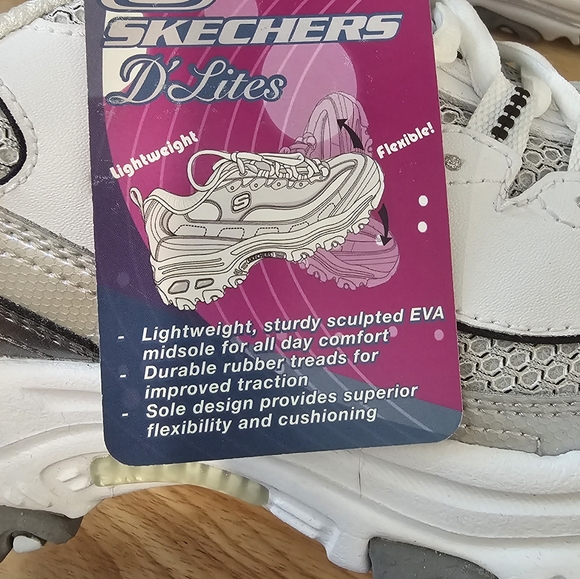 SKECHERS
D'Lites
Lightweight
Flexible!
S
SKECHERS
- Lightweight, sturdy sculpted EVA
midsole for all day comfort
- Durable rubber treads for
improved traction
- Sole design provides superior
flexibility and cushioning